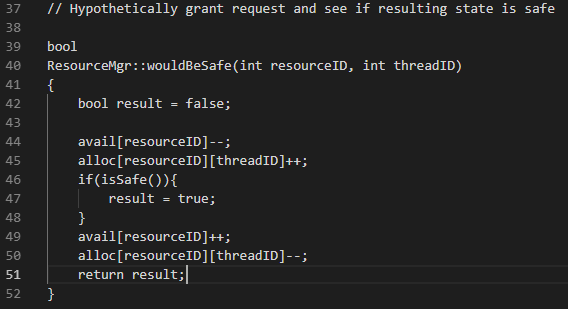 37 // Hypothetically grant request and see if resulting state is safe
38
39 bool
40 ResourceMgr::wouldBeSafe(int resourceID, int threadID)
41 {
42     bool result = false;
43
44     avail[resourceID]--;
45     alloc[resourceID][threadID]++;
46     if(isSafe()){
47         result = true;
48     }
49     avail[resourceID]++;
50     alloc[resourceID][threadID]--;
51     return result;
52 }